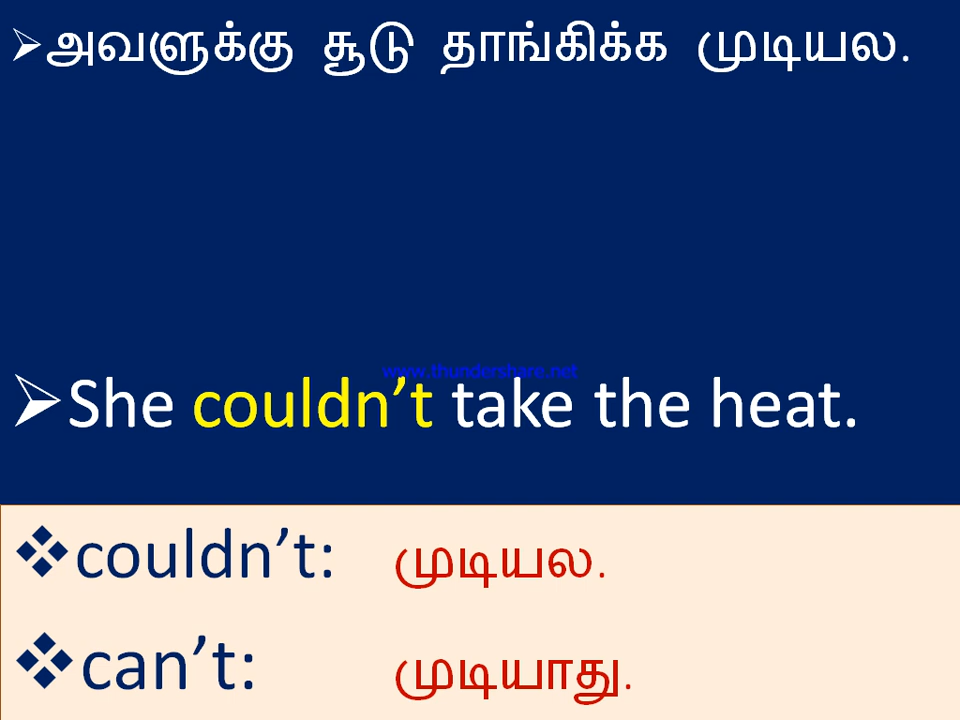 ➢அவளுக்கு சூடு தாங்கிக்க முடியல.
www.thundershare.net
➢She couldn’t take the heat.
❖couldn’t: முடியல.
❖can’t: முடியாது.